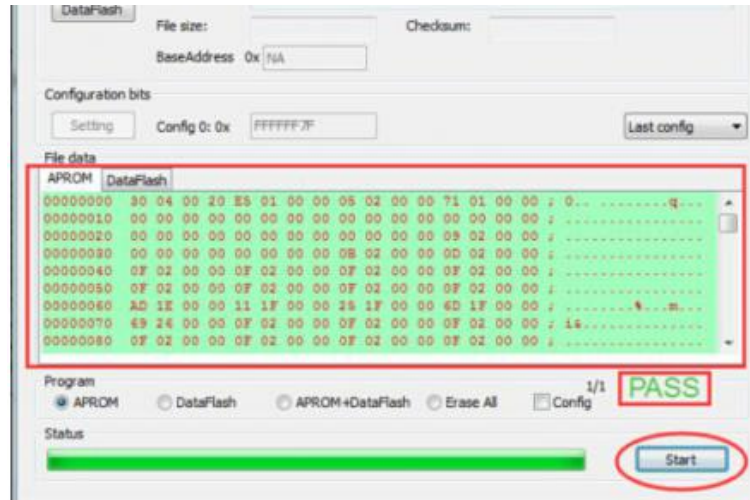 DataFlash
File size:
Checksum:
BaseAddress 0x NA
Configuration bits
Setting
Config 0: 0x FFFFFF7F
Last config
File data
APROM DataFlash
00000000 30 04 00 20 E5 01 00 00 05 02 00 00 71 01 00 00 ; 0.. ...........q...
00000010 00 00 00 00 00 00 00 00 00 00 00 00 00 00 00 00 ; ................
00000020 00 00 00 00 00 00 00 00 00 00 00 00 09 02 00 00 ; ................
00000030 00 00 00 00 00 00 00 00 0B 02 00 00 0D 02 00 00 ; ................
00000040 0F 02 00 00 0F 02 00 00 0F 02 00 00 0F 02 00 00 ; ................
00000050 0F 02 00 00 0F 02 00 00 0F 02 00 00 0F 02 00 00 ; ................
00000060 AD 1E 00 00 11 1F 00 00 25 1F 00 00 6D 1F 00 00 ; ........%...m...
00000070 69 26 00 00 0F 02 00 00 0F 02 00 00 0F 02 00 00 ; i&..............
00000080 0F 02 00 00 0F 02 00 00 0F 02 00 00 0F 02 00 00 ; ................
Program
1/1 PASS
APROM DataFlash APROM+DataFlash Erase All Config
Status
Start